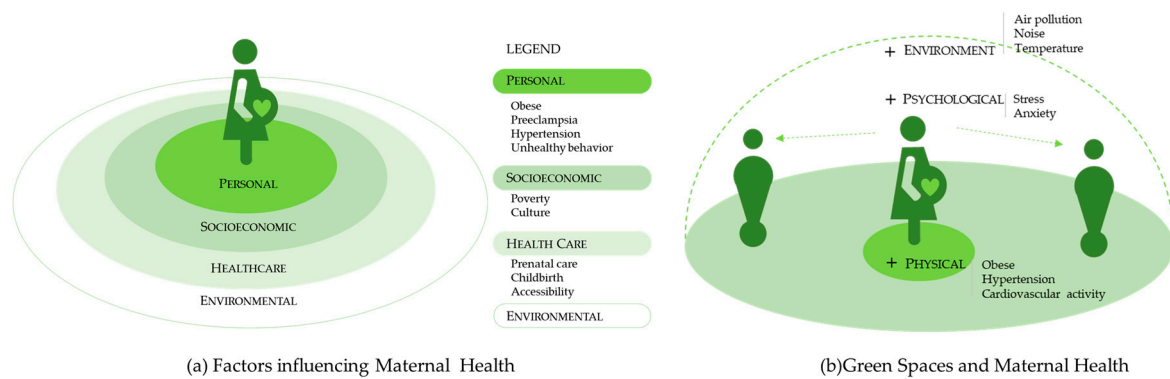 PERSONAL
SOCIOECONOMIC
HEALTHCARE
ENVIRONMENTAL
LEGEND
PERSONAL
Obese
Preeclampsia
Hypertension
Unhealthy behavior
SOCIOECONOMIC
Poverty
Culture
HEALTH CARE
Prenatal care
Childbirth
Accessibility
ENVIRONMENTAL
(a) Factors influencing Maternal Health
+ ENVIRONMENT
Air pollution
Noise
Temperature
+ PSYCHOLOGICAL
Stress
Anxiety
+ PHYSICAL
Obese
Hypertension
Cardiovascular activity
(b)Green Spaces and Maternal Health